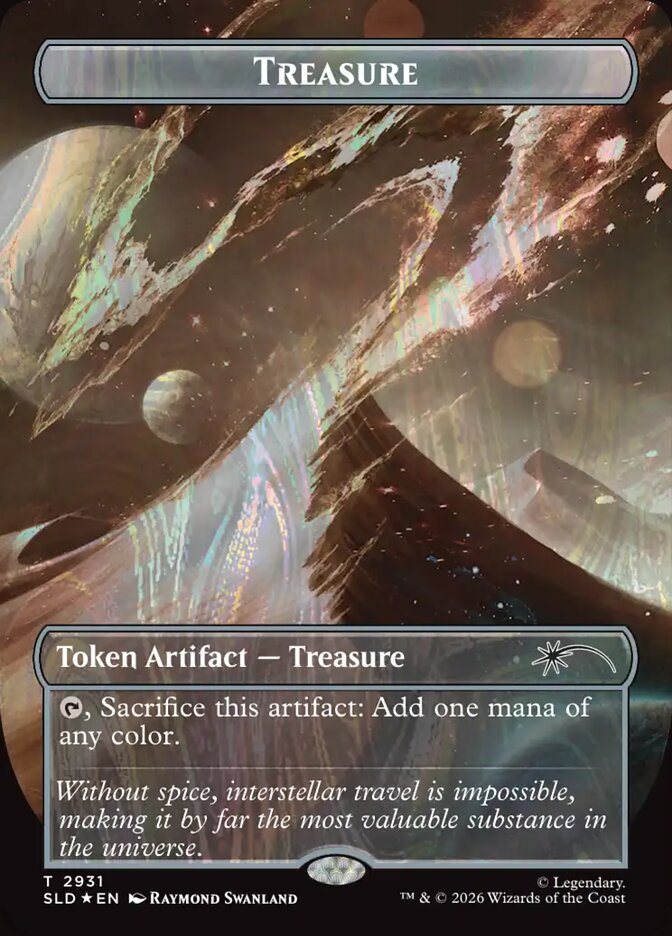 TREASURE
Token Artifact — Treasure
, Sacrifice this artifact: Add one mana of
any color.
Without spice, interstellar travel is impossible,
making it by far the most valuable substance in
the universe.
T 2931
SLD ★ EN RAYMOND SWANLAND
© Legendary.
™ & © 2026 Wizards of the Coast